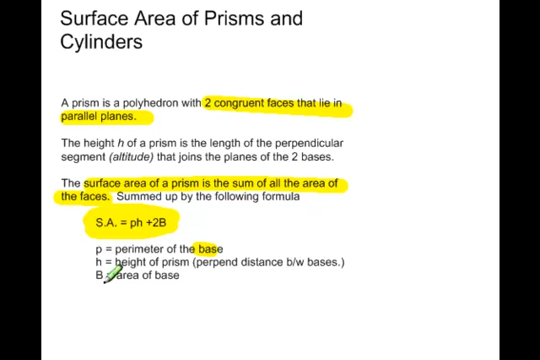 Surface Area of Prisms and
Cylinders
A prism is a polyhedron with 2 congruent faces that lie in
parallel planes.
The height h of a prism is the length of the perpendicular
segment (altitude) that joins the planes of the 2 bases.
The surface area of a prism is the sum of all the area of
the faces. Summed up by the following formula
S.A. = ph +2B
p = perimeter of the base
h = height of prism (perpend distance b/w bases.)
B = area of base